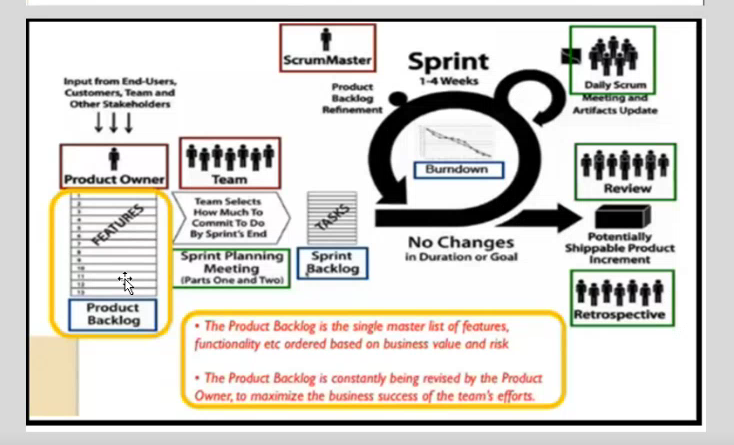 ScrumMaster
Sprint
1-4 Weeks
Input from End-Users,
Customers, Team and
Other Stakeholders
Product
Backlog
Refinement
Daily Scrum
Meeting and
Artifacts Update
Product Owner
Team
Burndown
Review
1
2
3
4
5
6
7
8
9
10
11
12
13
FEATURES
Team Selects
How Much To
Commit To Do
By Sprint's End
TASKS
No Changes
in Duration or Goal
Potentially
Shippable Product
Increment
Sprint Planning
Meeting
(Parts One and Two)
Sprint
Backlog
Product
Backlog
Retrospective
• The Product Backlog is the single master list of features,
functionality etc ordered based on business value and risk
• The Product Backlog is constantly being revised by the Product
Owner, to maximize the business success of the team's efforts.